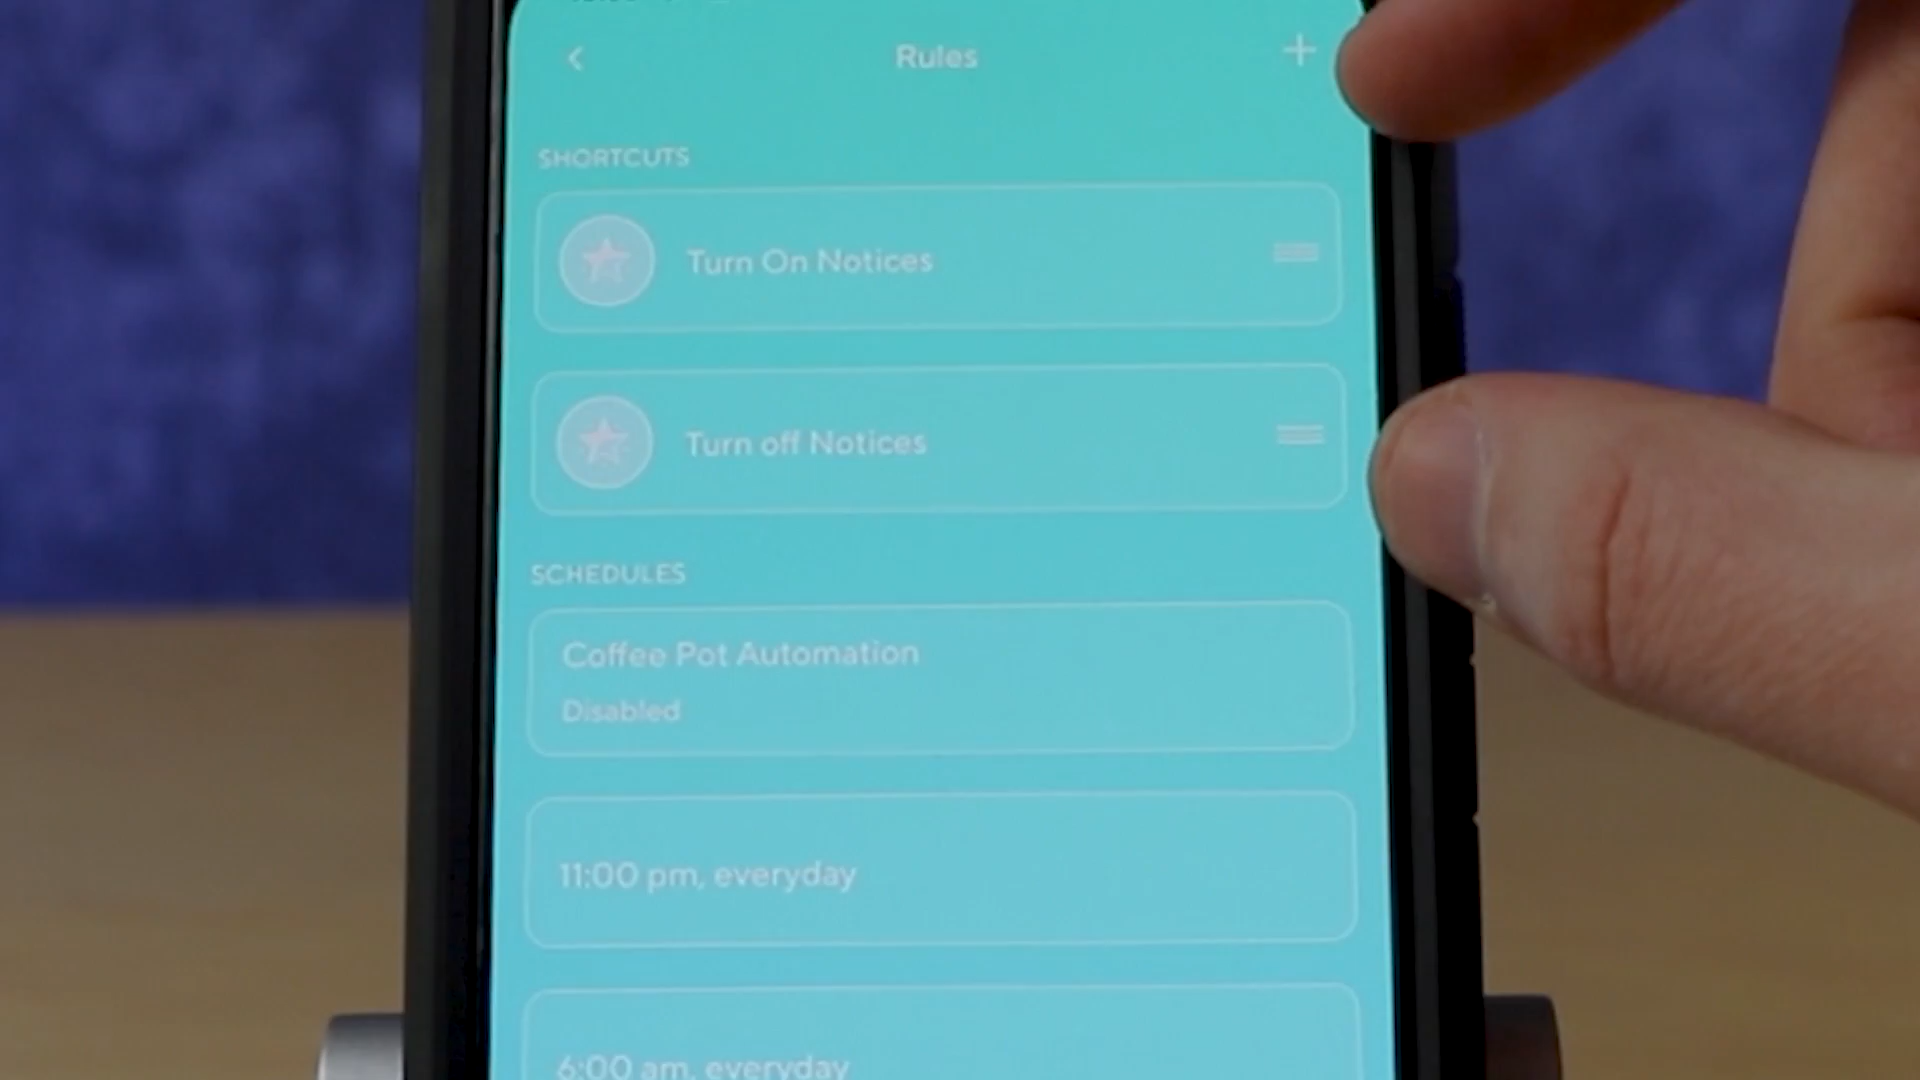 Rules
SHORTCUTS
Turn On Notices
Turn off Notices
SCHEDULES
Coffee Pot Automation
Disabled
11:00 pm, everyday
6:00 am, everyday